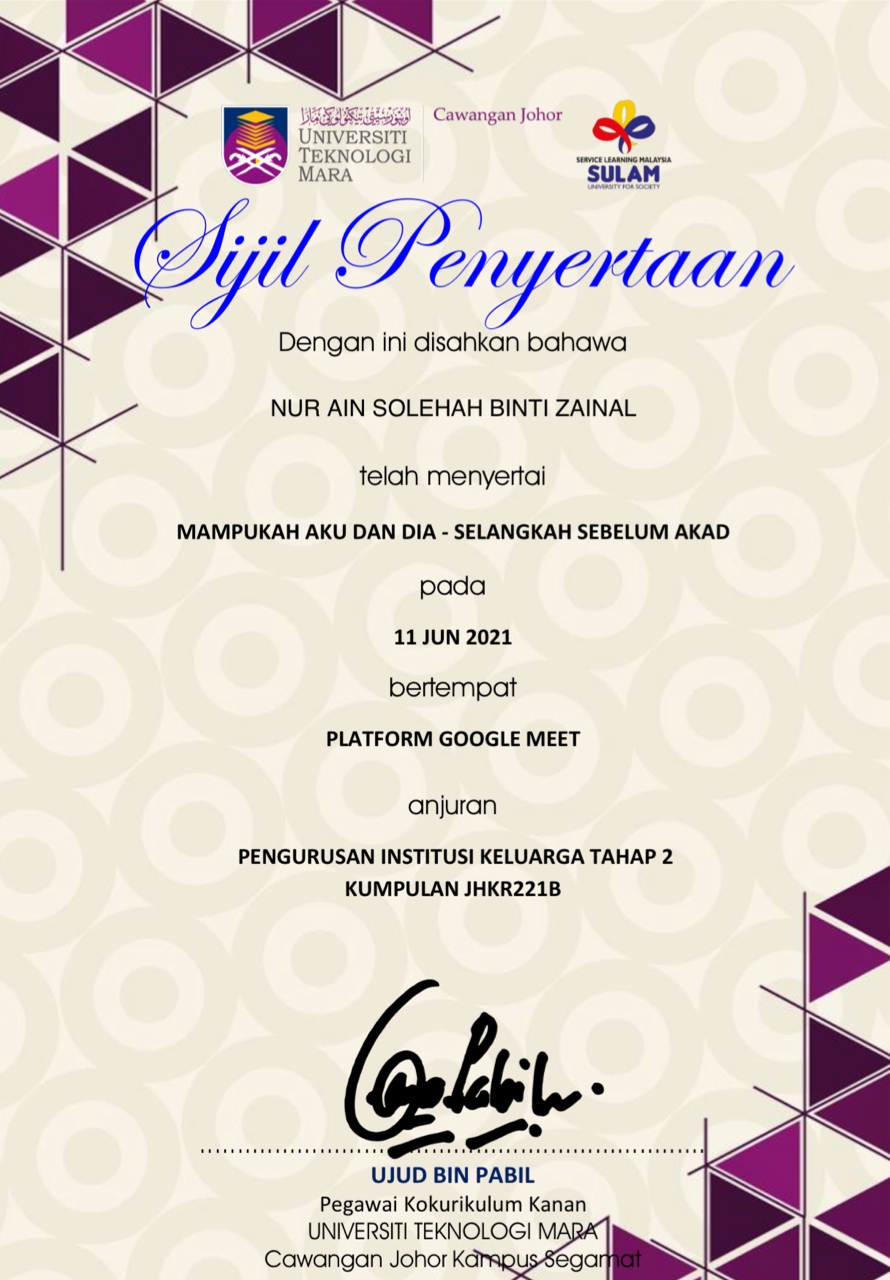 اونيۏرسيتي تيكنولوݢي مارا
UNIVERSITI
TEKNOLOGI
MARA
Cawangan Johor
SERVICE LEARNING MALAYSIA
SULAM
UNIVERSITY FOR SOCIETY
Sijil Penyertaan
Dengan ini disahkan bahawa
NUR AIN SOLEHAH BINTI ZAINAL
telah menyertai
MAMPUKAH AKU DAN DIA - SELANGKAH SEBELUM AKAD
pada
11 JUN 2021
bertempat
PLATFORM GOOGLE MEET
anjuran
PENGURUSAN INSTITUSI KELUARGA TAHAP 2
KUMPULAN JHKR221B
UJUD BIN PABIL
Pegawai Kokurikulum Kanan
UNIVERSITI TEKNOLOGI MARA
Cawangan Johor Kampus Segamat